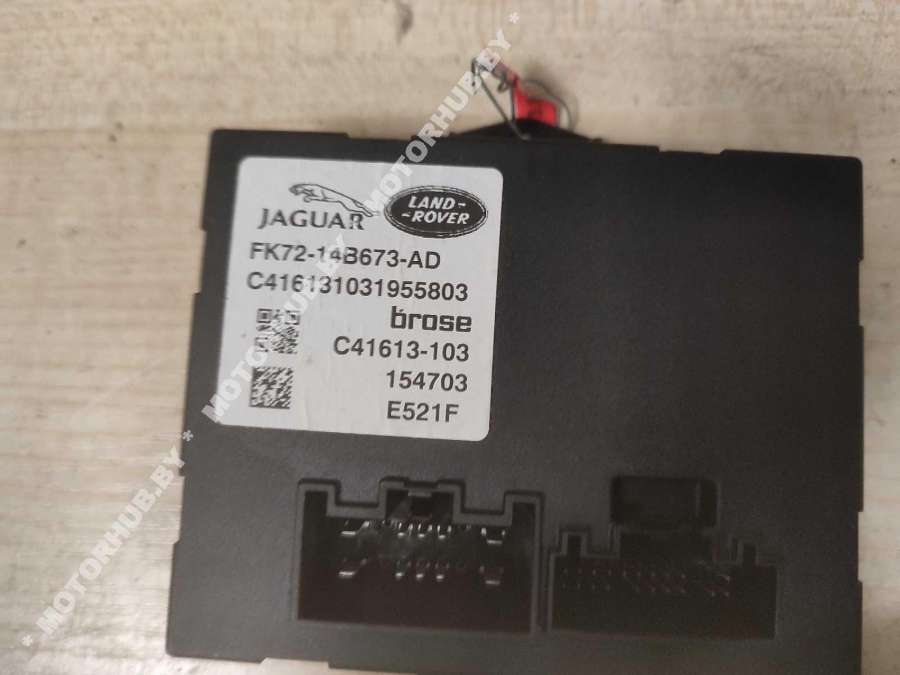 JAGUAR
LAND-
-ROVER
FK72-14B673-AD
C416131031955803
brose
C41613-103
154703
E521F
* MOTORHUB.BY * MOTORHUB.BY * MOTORHUB.BY *